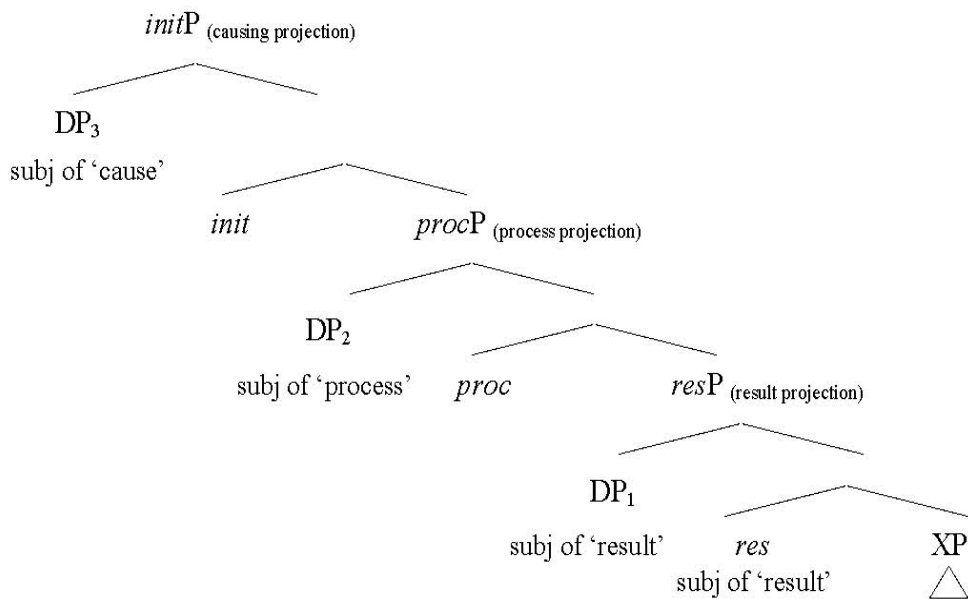 initP (causing projection)
DP₃
subj of ‘cause’
init procP (process projection)
DP₂
subj of ‘process’ proc resP (result projection)
DP₁
subj of ‘result’ res XP
subj of ‘result’